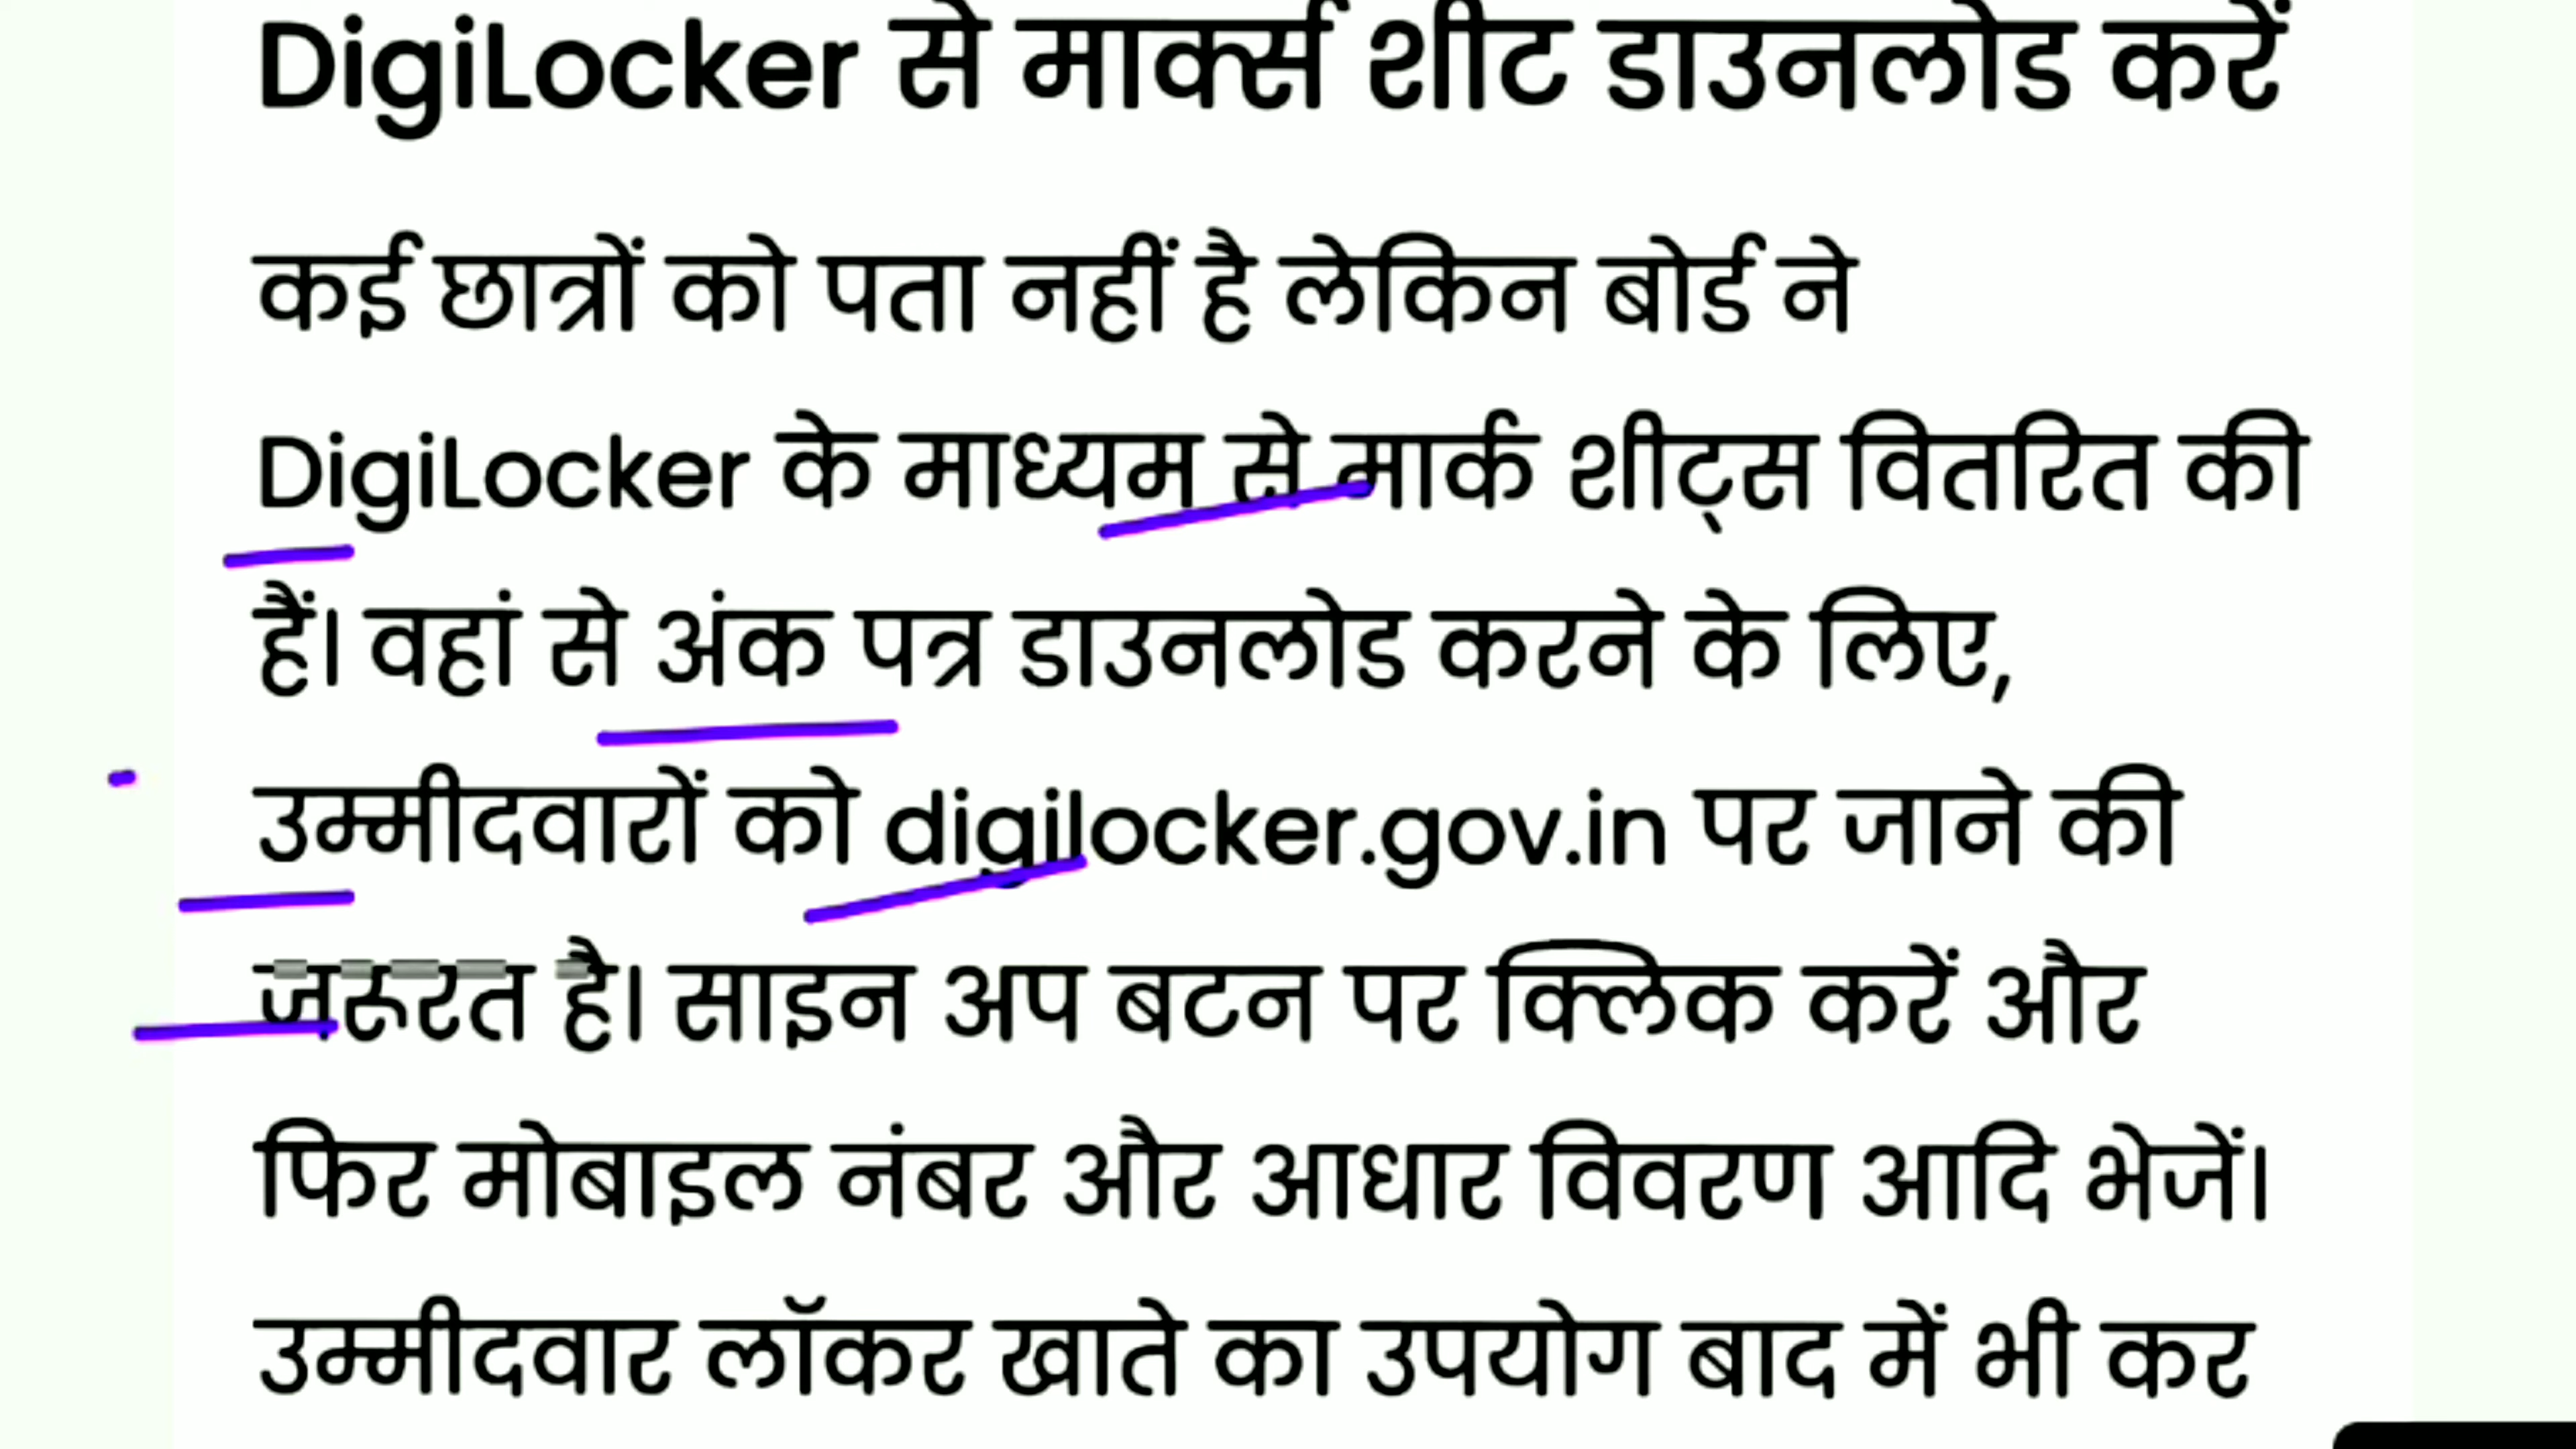 DigiLocker से मार्क्स शीट डाउनलोड करें
कई छात्रों को पता नहीं है लेकिन बोर्ड ने
DigiLocker के माध्यम से मार्क शीट्स वितरित की
हैं। वहां से अंक पत्र डाउनलोड करने के लिए,
उम्मीदवारों को digilocker.gov.in पर जाने की
जरूरत है। साइन अप बटन पर क्लिक करें और
फिर मोबाइल नंबर और आधार विवरण आदि भेजें।
उम्मीदवार लॉकर खाते का उपयोग बाद में भी कर